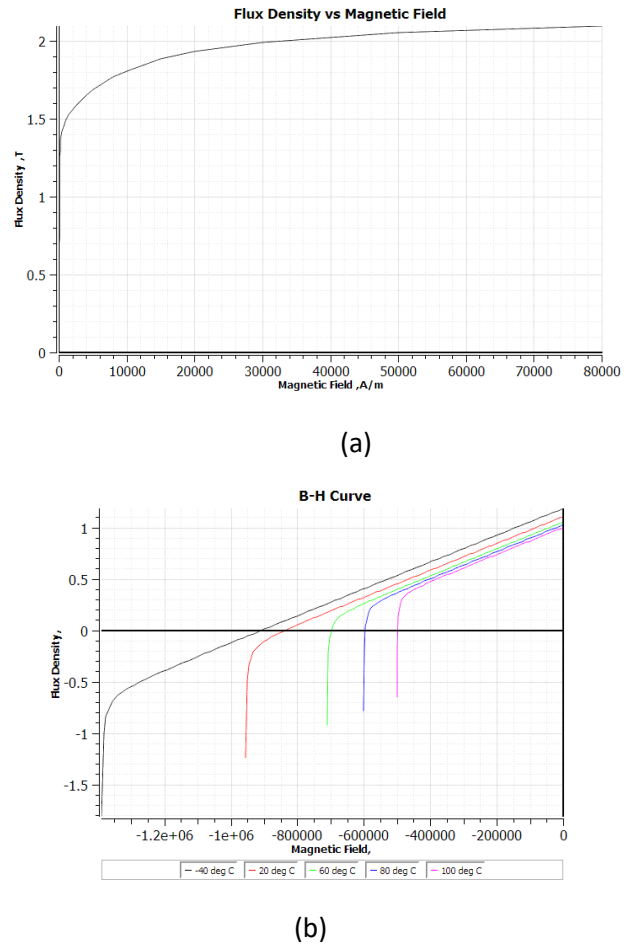 Flux Density vs Magnetic Field
2
1.5
1
0.5
0
Flux Density ,T
0 10000 20000 30000 40000 50000 60000 70000 80000
Magnetic Field ,A/m
(a)
B-H Curve
1
0.5
0
-0.5
-1
-1.5
Flux Density,
-1.2e+06 -1e+06 -800000 -600000 -400000 -200000 0
Magnetic Field,
-40 deg C 20 deg C 60 deg C 80 deg C 100 deg C
(b)